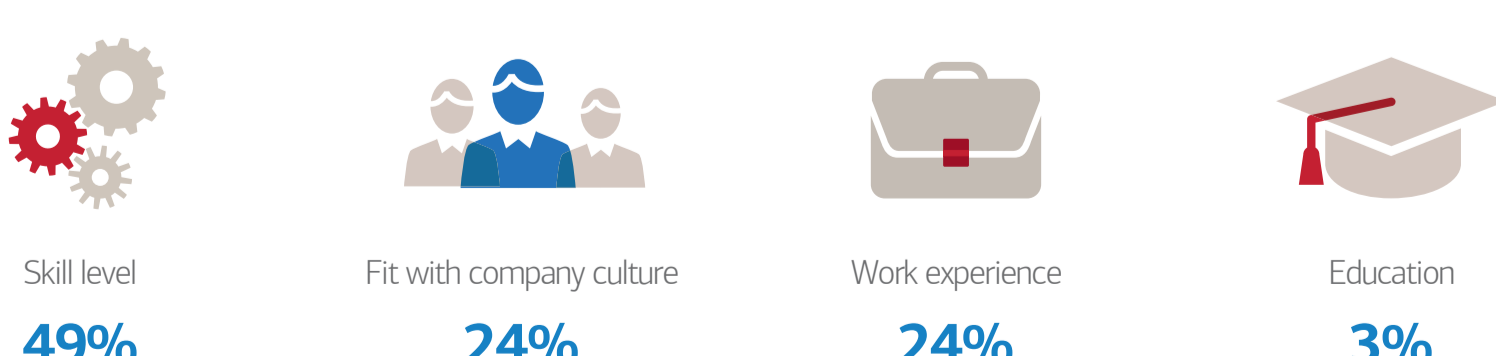 Skill level
Fit with company culture
Work experience
Education
49%
24%
24%
3%